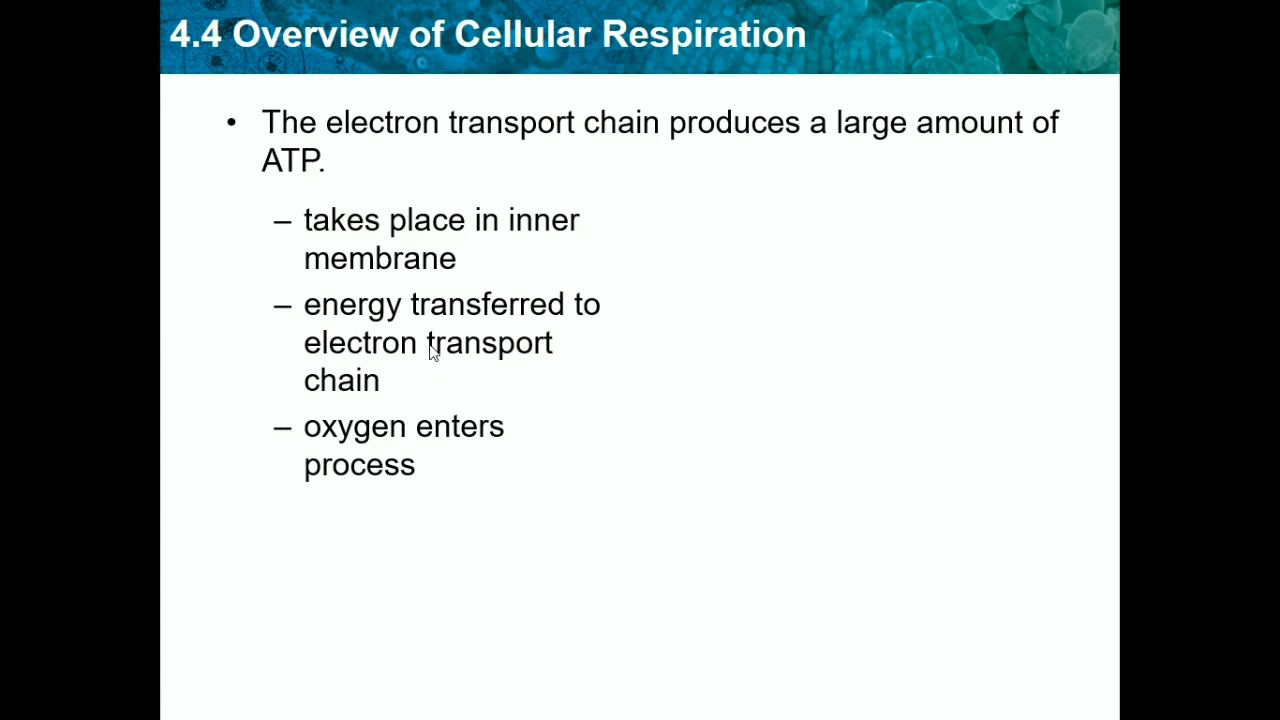 4.4 Overview of Cellular Respiration
• The electron transport chain produces a large amount of
ATP.
– takes place in inner
membrane
– energy transferred to
electron transport
chain
– oxygen enters
process